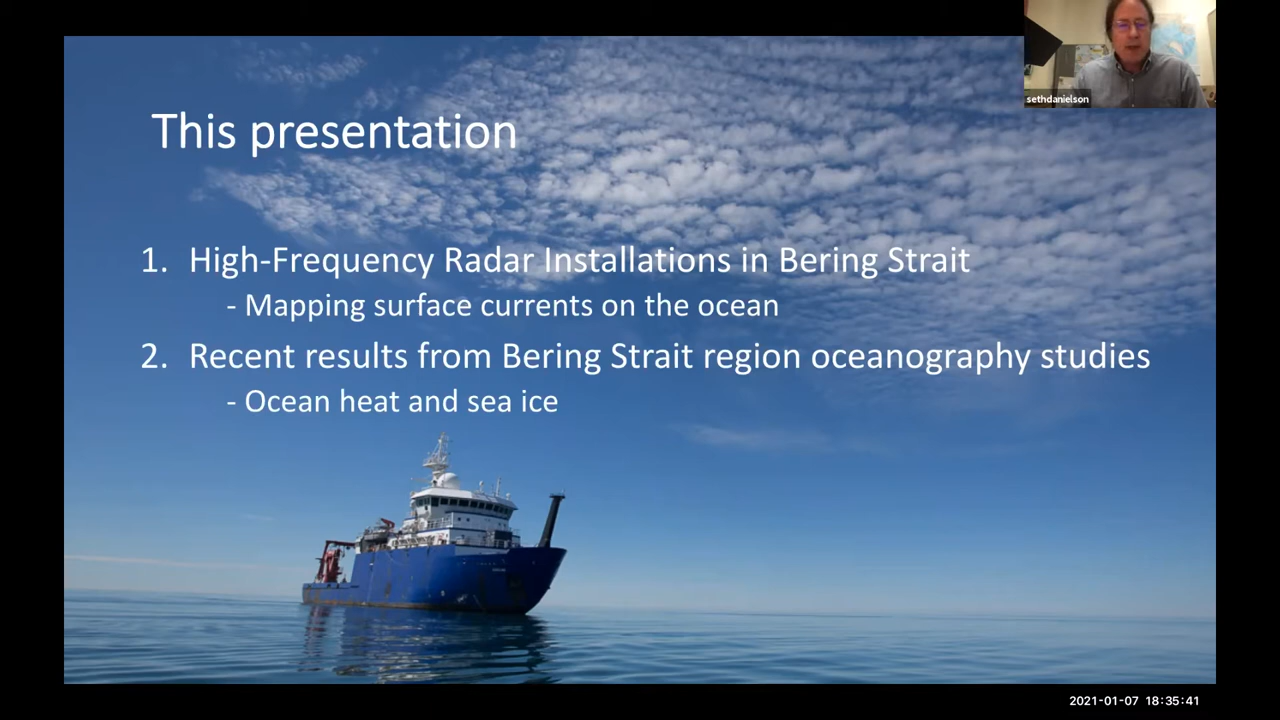 sethdanielson
This presentation
1. High-Frequency Radar Installations in Bering Strait
- Mapping surface currents on the ocean
2. Recent results from Bering Strait region oceanography studies
- Ocean heat and sea ice
2021-01-07 18:35:41